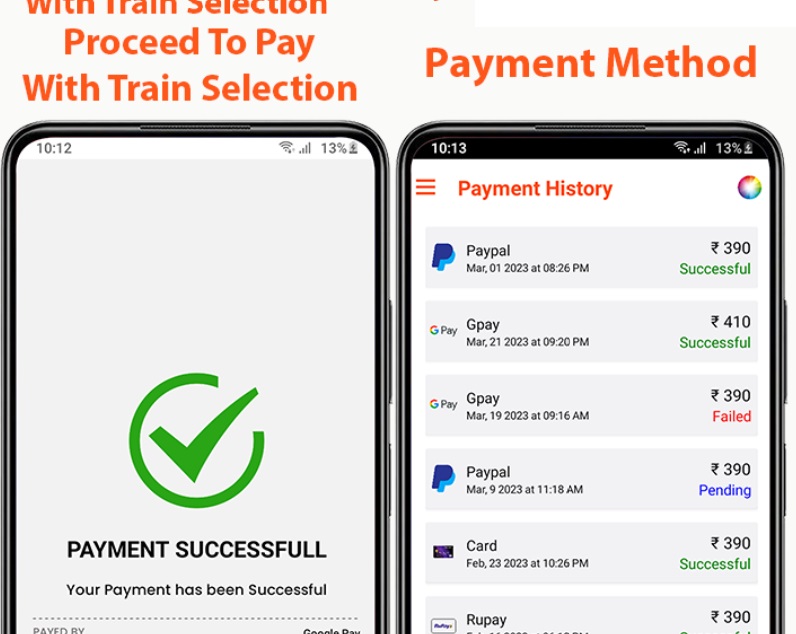 With Train Selection
Proceed To Pay
With Train Selection
10:12
13%
PAYMENT SUCCESSFULL
Your Payment has been Successful
PAYED BY
Google Pay
Payment Method
10:13
13%
Payment History
Paypal
₹ 390
Mar, 01 2023 at 08:26 PM
Successful
G Pay
Gpay
₹ 410
Mar, 21 2023 at 09:20 PM
Successful
G Pay
Gpay
₹ 390
Mar, 19 2023 at 09:16 AM
Failed
Paypal
₹ 390
Mar, 9 2023 at 11:18 AM
Pending
Card
₹ 390
Feb, 23 2023 at 10:26 PM
Successful
RuPay
Rupay
₹ 390
Successful